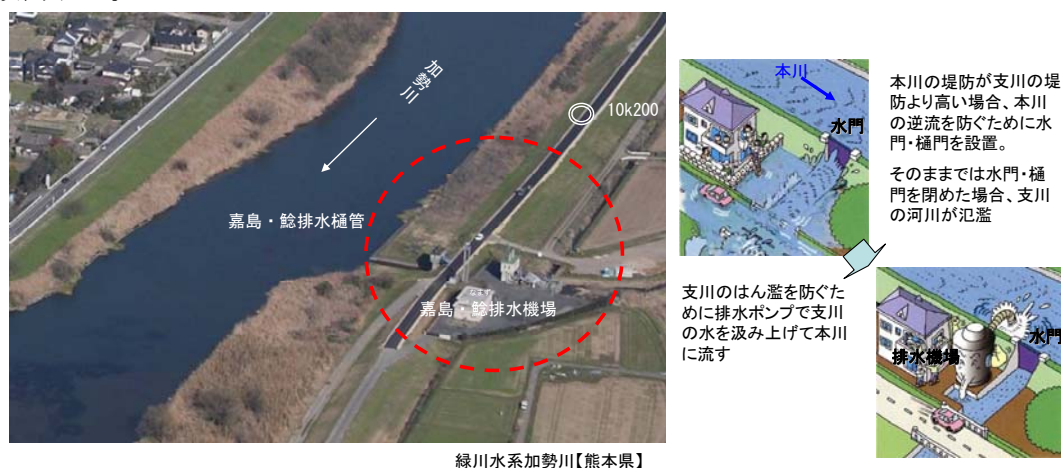 加勢川
10k200
嘉島・鯰排水樋管
なまず
嘉島・鯰排水機場
緑川水系加勢川【熊本県】
本川
水門
本川の堤防が支川の堤
防より高い場合、本川
の逆流を防ぐために水
門・樋門を設置。
そのままでは水門・樋
門を閉めた場合、支川
の河川が氾濫
支川のはん濫を防ぐた
めに排水ポンプで支川
の水を汲み上げて本川
に流す
水門
排水機場